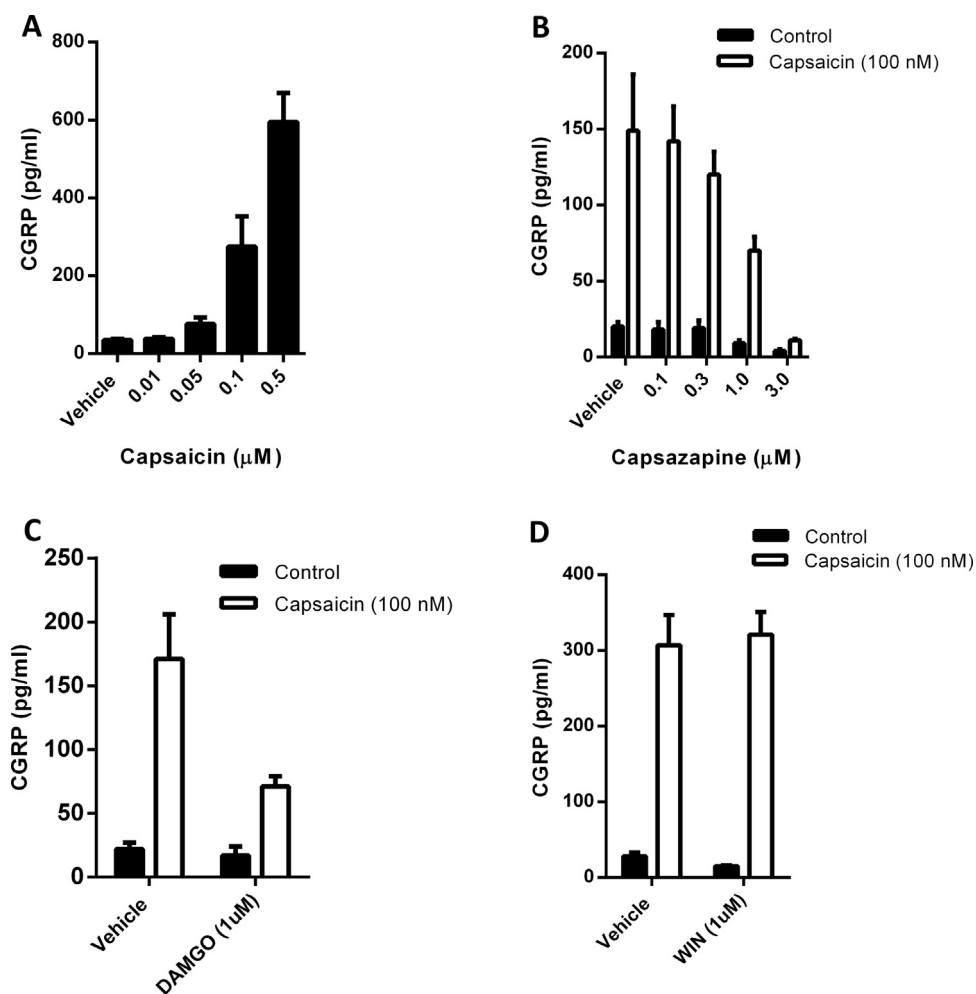 A
800
600
400
200
0
CGRP (pg/ml)
Vehicle
0.01
0.05
0.1
0.5
Capsaicin (μM)
B
Control
Capsaicin (100 nM)
200
150
100
50
0
CGRP (pg/ml)
Vehicle
0.1
0.3
1.0
3.0
Capsazapine (μM)
C
Control
Capsaicin (100 nM)
250
200
150
100
50
0
CGRP (pg/ml)
Vehicle
DAMGO (1uM)
D
Control
Capsaicin (100 nM)
400
300
200
100
0
CGRP (pg/ml)
Vehicle
WIN (1uM)